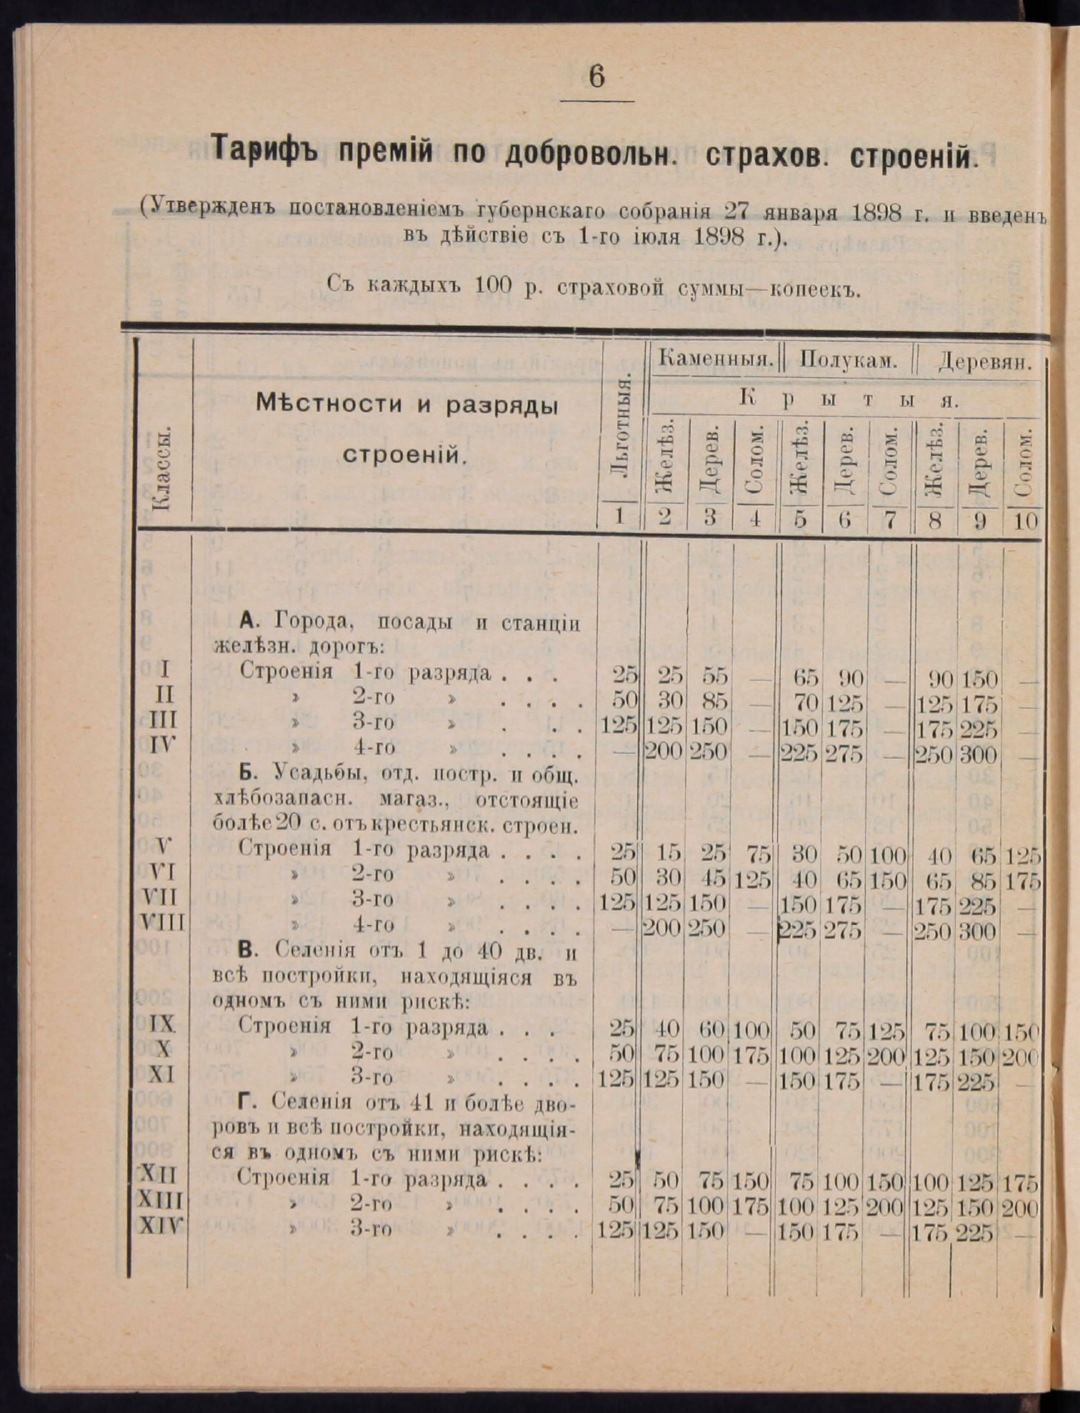 6
Тарифъ премій по добровольн. страхов. строеній.
(Утвержденъ постановленіемъ губернскаго собранія 27 января 1898 г. и введенъ
въ дѣйствіе съ 1-го іюля 1898 г.).
Съ каждыхъ 100 р. страховой суммы—копеекъ.
Классы. Мѣстности и разряды строеній. Льготныя. Каменныя. Полукам. Деревян.
Крытыя.
Желѣз. Дерев. Солом. Желѣз. Дерев. Солом. Желѣз. Дерев. Солом.
1 2 3 4 5 6 7 8 9 10
А. Города, посады и станціи
желѣзн. дорогъ:
I Строенія 1-го разряда . . . 25 25 55 — 65 90 — 90 150 —
II » 2-го » . . . . 50 30 85 — 70 125 — 125 175 —
III » 3-го » . . . 125 125 150 — 150 175 — 175 225 —
IV » 4-го » . . . . — 200 250 — 225 275 — 250 300 —
Б. Усадьбы, отд. постр. и общ.
хлѣбозапасн. магаз., отстоящіе
болѣе 20 с. отъ крестьянск. строен.
V Строенія 1-го разряда . . . . 25 15 25 75 30 50 100 40 65 125
VI » 2-го » . . . . 50 30 45 125 40 65 150 65 85 175
VII » 3-го » . . . . 125 125 150 — 150 175 — 175 225 —
VIII » 4-го » . . . . — 200 250 — 225 275 — 250 300 —
В. Селенія отъ 1 до 40 дв. и
всѣ постройки, находящіяся въ
одномъ съ ними рискѣ:
IX Строенія 1-го разряда . . . 25 40 60 100 50 75 125 75 100 150
X » 2-го » . . . . 50 75 100 175 100 125 200 125 150 200
XI » 3-го » . . . . 125 125 150 — 150 175 — 175 225 —
Г. Селенія отъ 41 и болѣе дво-
ровъ и всѣ постройки, находящія-
ся въ одномъ съ ними рискѣ:
XII Строенія 1-го разряда . . . . 25 50 75 150 75 100 150 100 125 175
XIII » 2-го » . . . . 50 75 100 175 100 125 200 125 150 200
XIV » 3-го » . . . . 125 125 150 — 150 175 — 175 225 —